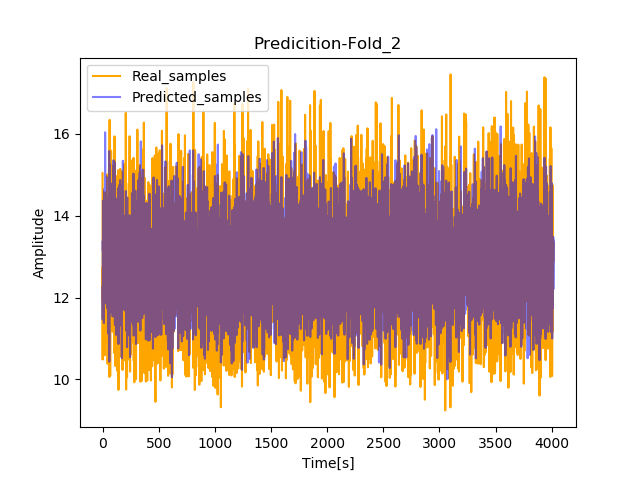 Predicition-Fold_2
Real_samples
Predicted_samples
Amplitude
16
14
12
10
0 500 1000 1500 2000 2500 3000 3500 4000
Time[s]